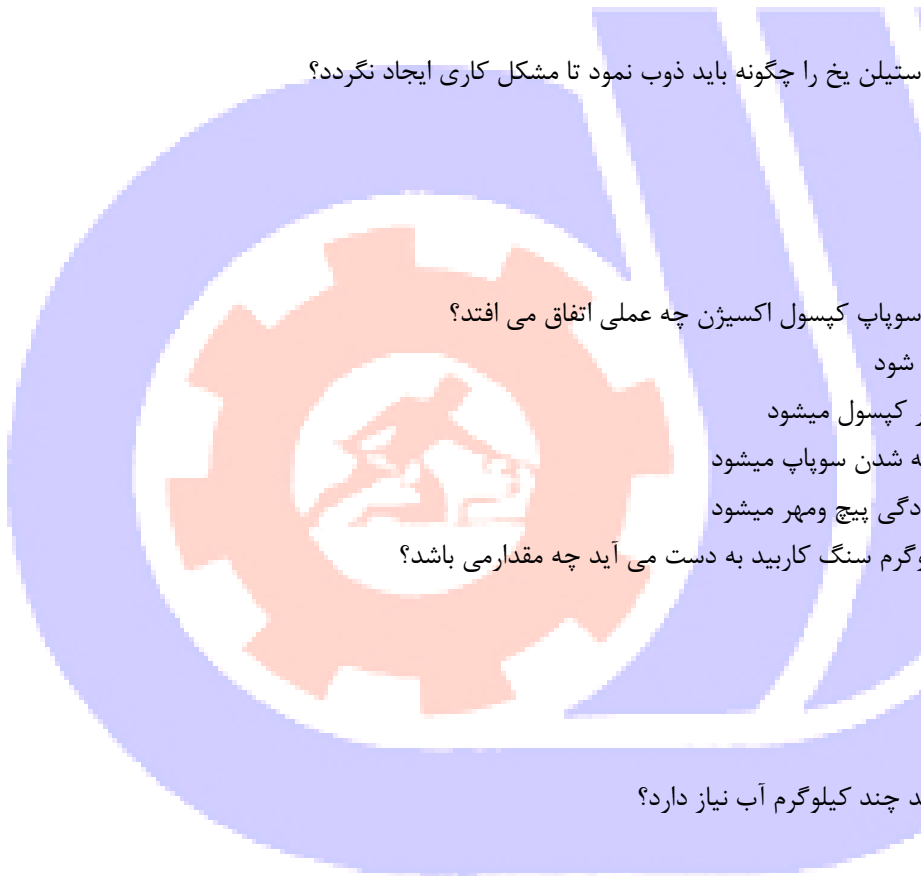 ستیلن یخ را چگونه باید ذوب نمود تا مشکل کاری ایجاد نگردد؟
سوپاپ کپسول اکسیژن چه عملی اتفاق می افتد؟
شود
ر کپسول میشود
ه شدن سوپاپ میشود
دگی پیچ ومهر میشود
وگرم سنگ کاربید به دست می آید چه مقدارمی باشد؟
د چند کیلوگرم آب نیاز دارد؟